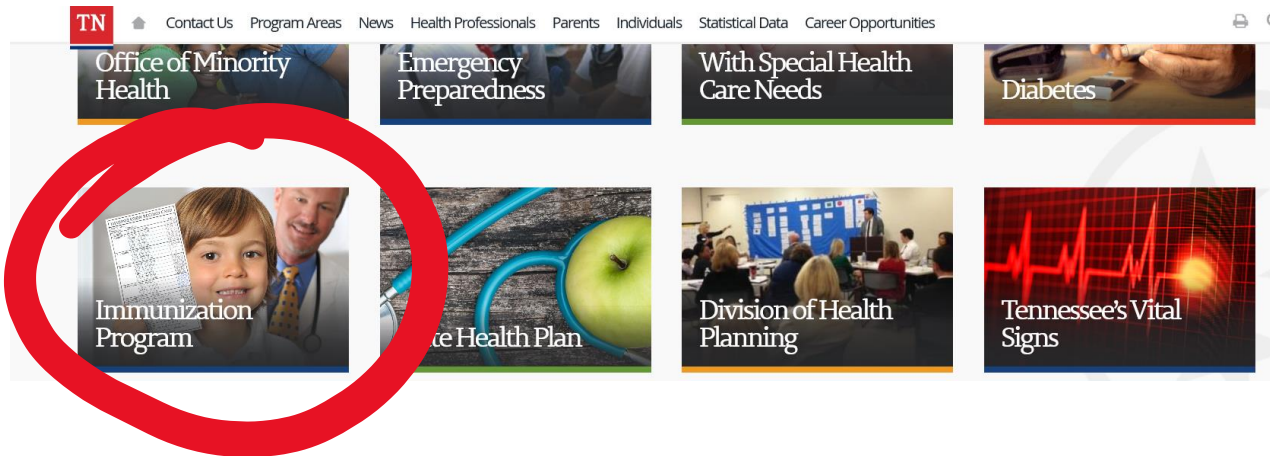 TN Contact Us Program Areas News Health Professionals Parents Individuals Statistical Data Career Opportunities
Office of Minority
Health
Emergency
Preparedness
With Special Health
Care Needs
Diabetes
Immunization
Program
te Health Plan
Division of Health
Planning
Tennessee's Vital
Signs